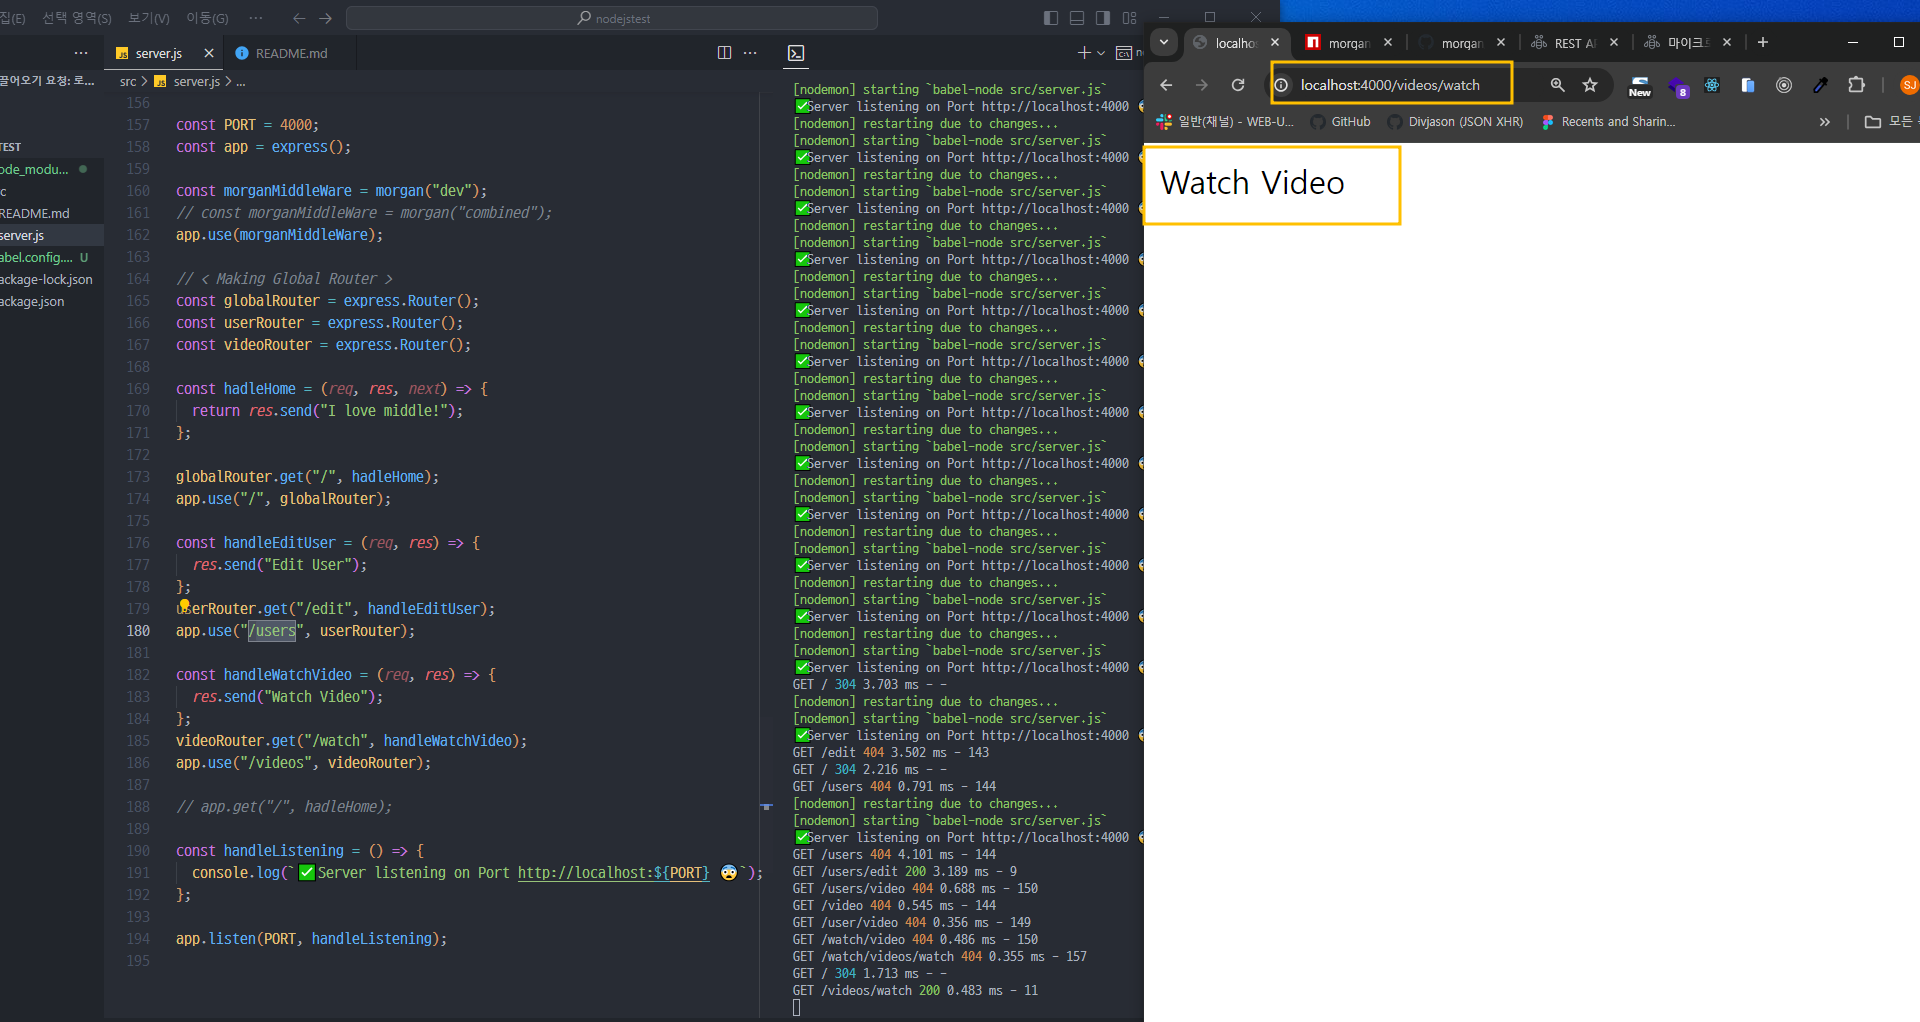 집(E) 선택 영역(S) 보기(V) 이동(G) ··· ← → nodejstest
··· server.js × README.md ···
끌어오기 요청: 로...
src > server.js > ...
TEST
ode_modu...
c
README.md
server.js
abel.config.... U
ackage-lock.json
ackage.json
156
157 const PORT = 4000;
158 const app = express();
159
160 const morganMiddleWare = morgan("dev");
161 // const morganMiddleWare = morgan("combined");
162 app.use(morganMiddleWare);
163
164 // < Making Global Router >
165 const globalRouter = express.Router();
166 const userRouter = express.Router();
167 const videoRouter = express.Router();
168
169 const hadleHome = (req, res, next) => {
170 return res.send("I love middle!");
171 };
172
173 globalRouter.get("/", hadleHome);
174 app.use("/", globalRouter);
175
176 const handleEditUser = (req, res) => {
177 res.send("Edit User");
178 };
179 userRouter.get("/edit", handleEditUser);
180 app.use("/users", userRouter);
181
182 const handleWatchVideo = (req, res) => {
183 res.send("Watch Video");
184 };
185 videoRouter.get("/watch", handleWatchVideo);
186 app.use("/videos", videoRouter);
187
188 // app.get("/", hadleHome);
189
190 const handleListening = () => {
191 console.log(`✅Server listening on Port http://localhost:${PORT} 😨`);
192 };
193
194 app.listen(PORT, handleListening);
195
[nodemon] starting `babel-node src/server.js`
✅Server listening on Port http://localhost:4000
[nodemon] restarting due to changes...
[nodemon] starting `babel-node src/server.js`
✅Server listening on Port http://localhost:4000
[nodemon] restarting due to changes...
[nodemon] starting `babel-node src/server.js`
✅Server listening on Port http://localhost:4000
[nodemon] restarting due to changes...
[nodemon] starting `babel-node src/server.js`
✅Server listening on Port http://localhost:4000
[nodemon] restarting due to changes...
[nodemon] starting `babel-node src/server.js`
✅Server listening on Port http://localhost:4000
[nodemon] restarting due to changes...
[nodemon] starting `babel-node src/server.js`
✅Server listening on Port http://localhost:4000
[nodemon] restarting due to changes...
[nodemon] starting `babel-node src/server.js`
✅Server listening on Port http://localhost:4000
[nodemon] restarting due to changes...
[nodemon] starting `babel-node src/server.js`
✅Server listening on Port http://localhost:4000
[nodemon] restarting due to changes...
[nodemon] starting `babel-node src/server.js`
✅Server listening on Port http://localhost:4000
[nodemon] restarting due to changes...
[nodemon] starting `babel-node src/server.js`
✅Server listening on Port http://localhost:4000
[nodemon] restarting due to changes...
[nodemon] starting `babel-node src/server.js`
✅Server listening on Port http://localhost:4000
[nodemon] restarting due to changes...
[nodemon] starting `babel-node src/server.js`
✅Server listening on Port http://localhost:4000
GET / 304 3.703 ms - -
[nodemon] restarting due to changes...
[nodemon] starting `babel-node src/server.js`
✅Server listening on Port http://localhost:4000
GET /edit 404 3.502 ms - 143
GET / 304 2.216 ms - -
GET /users 404 0.791 ms - 144
[nodemon] restarting due to changes...
[nodemon] starting `babel-node src/server.js`
✅Server listening on Port http://localhost:4000
GET /users 404 4.101 ms - 144
GET /users/edit 200 3.189 ms - 9
GET /users/video 404 0.688 ms - 150
GET /video 404 0.545 ms - 144
GET /user/video 404 0.356 ms - 149
GET /watch/video 404 0.486 ms - 150
GET /watch/videos/watch 404 0.355 ms - 157
GET / 304 1.713 ms - -
GET /videos/watch 200 0.483 ms - 11
localho × morgan × morgan × REST A × 마이크 × +
localhost:4000/videos/watch New 8 SJ
일반(채널) - WEB-U... GitHub Divjason (JSON XHR) Recents and Sharin... » 모든
Watch Video